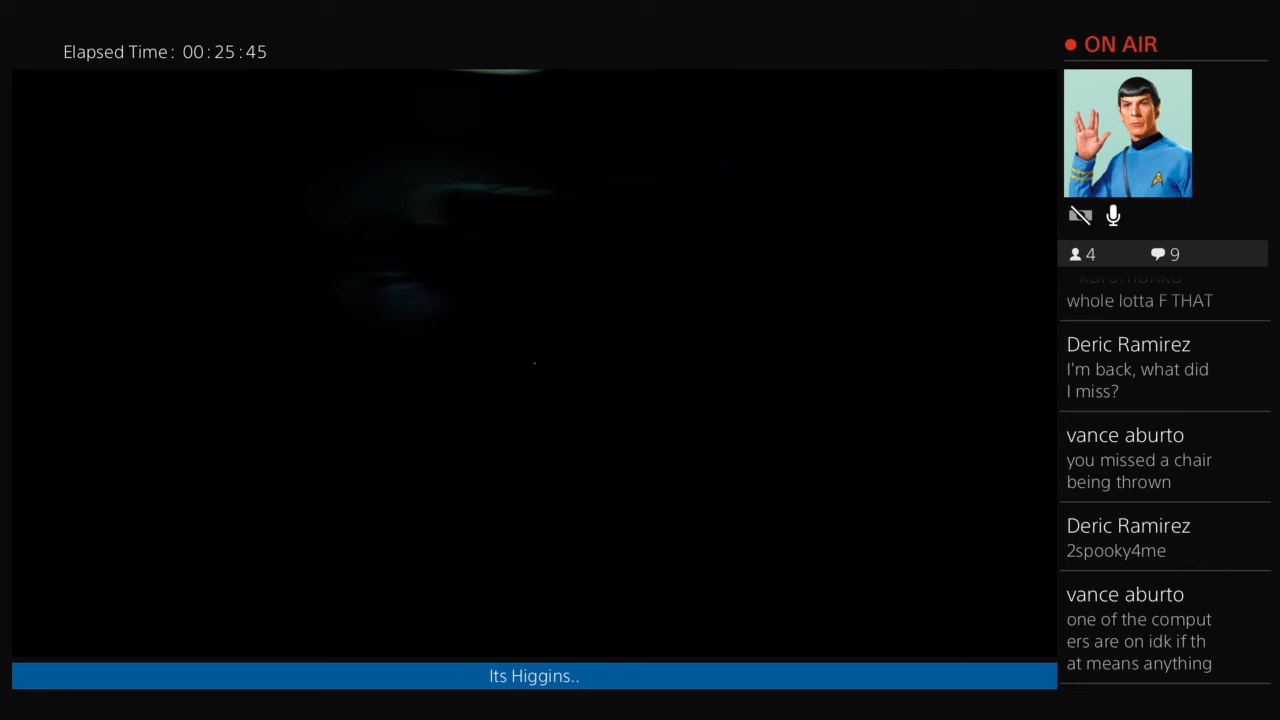 Elapsed Time: 00:25:45
ON AIR
4
9
whole lotta F THAT
Deric Ramirez
I'm back, what did
I miss?
vance aburto
you missed a chair
being thrown
Deric Ramirez
2spooky4me
vance aburto
one of the comput
ers are on idk if th
at means anything
Its Higgins..